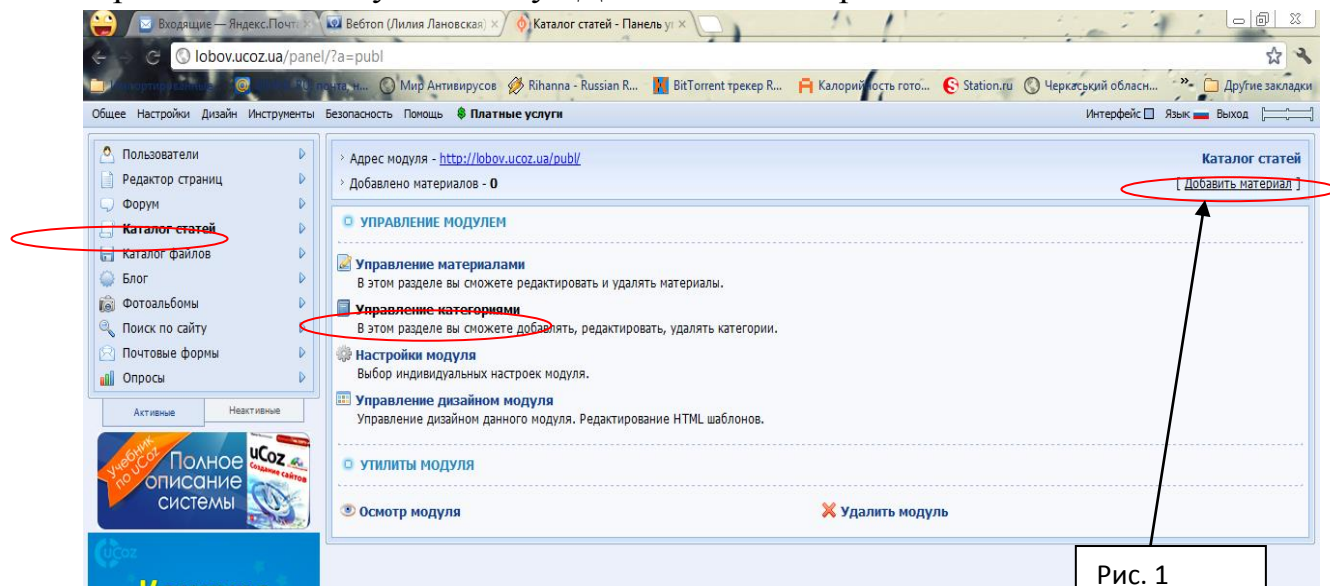 Входящие — Яндекс.Почта
Вебтоп (Лилия Лановская)
Каталог статей - Панель уг
lobov.ucoz.ua/panel/?a=publ
Мир Антивирусов
Rihanna - Russian R...
BitTorrent трекер R...
Калорийность гото...
Station.ru
Черкаський обласн...
»
Другие закладки
Общее Настройки Дизайн Инструменты Безопасность Помощь $ Платные услуги
Интерфейс Язык Выход
Пользователи
Редактор страниц
Форум
Каталог статей
Каталог файлов
Блог
Фотоальбомы
Поиск по сайту
Почтовые формы
Опросы
Активные Неактивные
Учебник по uCoz
Полное описание системы
uCoz
Создание сайтов
uCoz
› Адрес модуля - http://lobov.ucoz.ua/publ/
Каталог статей
› Добавлено материалов - 0
[ Добавить материал ]
УПРАВЛЕНИЕ МОДУЛЕМ
Управление материалами
В этом разделе вы сможете редактировать и удалять материалы.
Управление категориями
В этом разделе вы сможете добавлять, редактировать, удалять категории.
Настройки модуля
Выбор индивидуальных настроек модуля.
Управление дизайном модуля
Управление дизайном данного модуля. Редактирование HTML шаблонов.
УТИЛИТЫ МОДУЛЯ
Осмотр модуля
Удалить модуль
Рис. 1